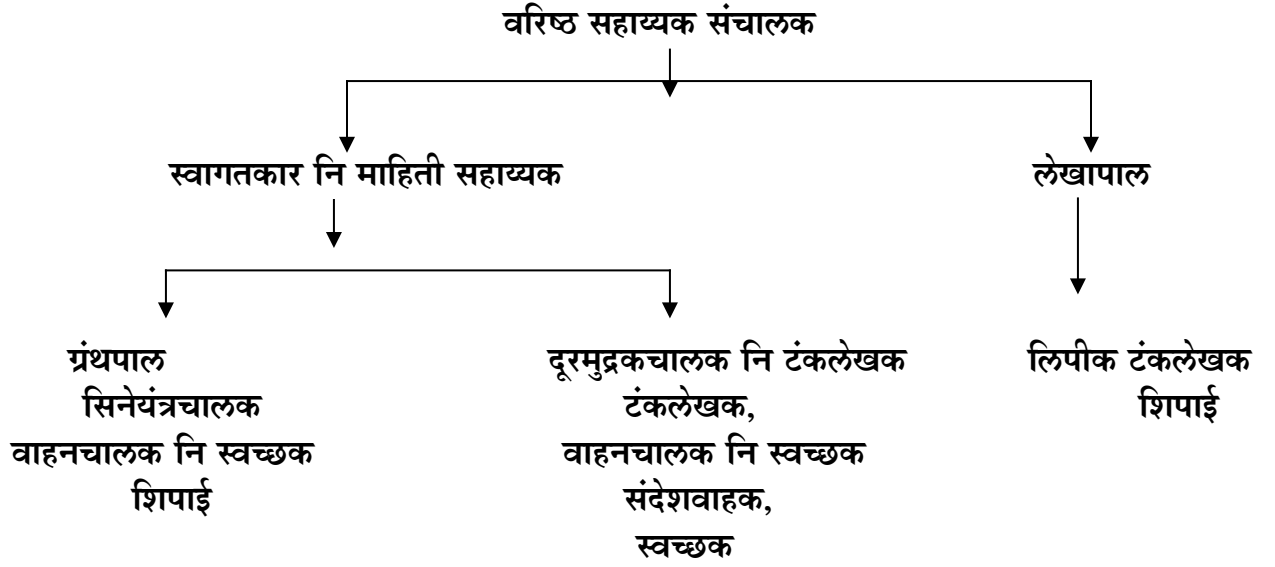 वरिष्ठ सहाय्यक संचालक
स्वागतकार नि माहिती सहाय्यक
लेखापाल
ग्रंथपाल
सिनेयंत्रचालक
वाहनचालक नि स्वच्छक
शिपाई
दूरमुद्रकचालक नि टंकलेखक
टंकलेखक,
वाहनचालक नि स्वच्छक
संदेशवाहक,
स्वच्छक
लिपीक टंकलेखक
शिपाई